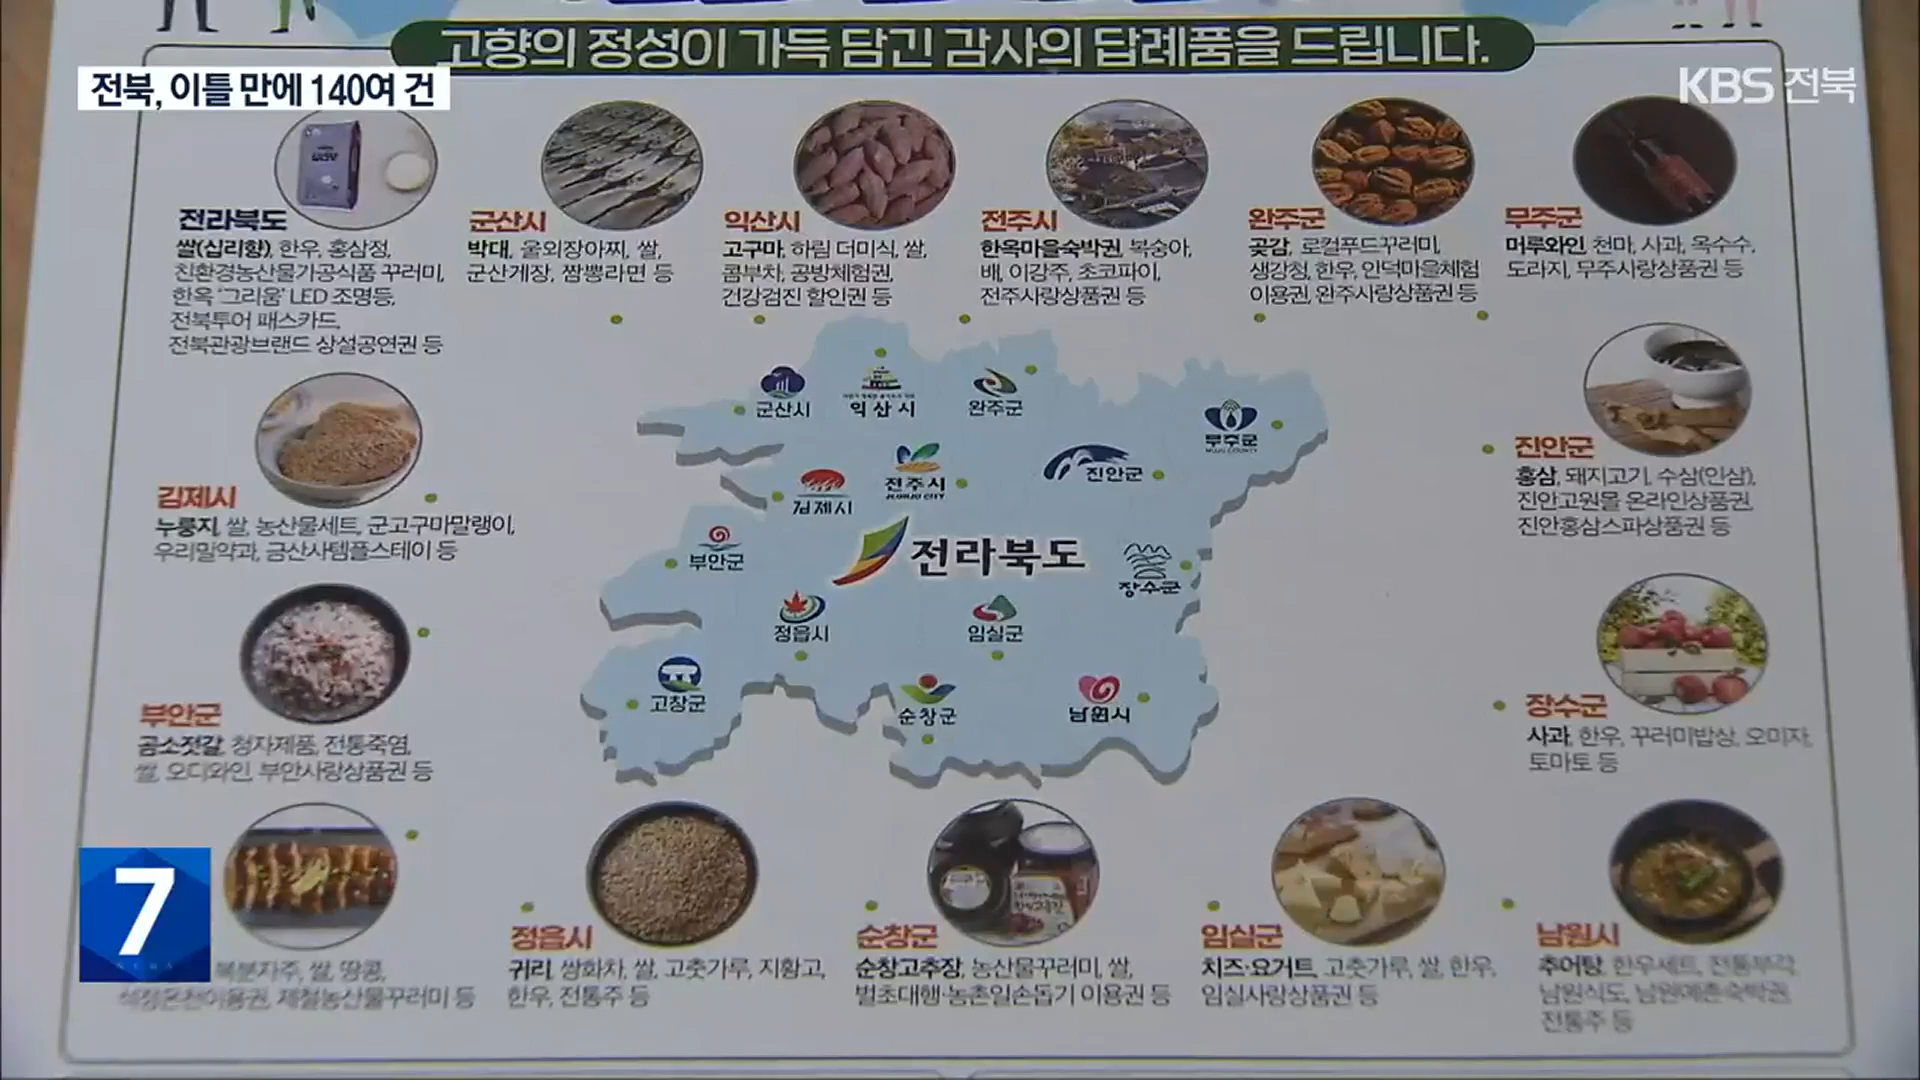 고향의 정성이 가득 담긴 감사의 답례품을 드립니다.
전북, 이틀 만에 140여 건
KBS 전북
전라북도
쌀(십리향), 한우, 홍삼정,
친환경농산물가공식품 꾸러미,
한옥 '그리움' LED 조명등,
전북투어 패스카드,
전북관광브랜드 상설공연권 등
군산시
박대, 울외장아찌, 쌀,
군산게장, 짬뽕라면 등
익산시
고구마, 하림 더미식, 쌀,
콤부차, 공방체험권,
건강검진 할인권 등
전주시
한옥마을숙박권, 복숭아,
배, 이강주, 초코파이,
전주사랑상품권 등
완주군
곶감, 로컬푸드꾸러미,
생강청, 한우, 인덕마을체험
이용권, 완주사랑상품권 등
무주군
머루와인, 천마, 사과, 옥수수,
도라지, 무주사랑상품권 등
군산시
익산시
완주군
무주군
MUJU COUNTY
진안군
전주시
JEONJU CITY
김제시
부안군
전라북도
장수군
정읍시
임실군
고창군
순창군
남원시
김제시
누룽지, 쌀, 농산물세트, 군고구마말랭이,
우리밀약과, 금산사템플스테이 등
진안군
홍삼, 돼지고기, 수삼(인삼),
진안고원몰 온라인상품권,
진안홍삼스파상품권 등
부안군
곰소젓갈, 청자제품, 전통죽염,
쌀, 오디와인, 부안사랑상품권 등
장수군
사과, 한우, 꾸러미밥상, 오미자,
토마토 등
7
복분자주, 쌀, 땅콩,
석정온천이용권, 제철농산물꾸러미 등
정읍시
귀리, 쌍화차, 쌀, 고춧가루, 지황고,
한우, 전통주 등
순창군
순창고추장, 농산물꾸러미, 쌀,
벌초대행·농촌일손돕기 이용권 등
임실군
치즈·요거트, 고춧가루, 쌀, 한우,
임실사랑상품권 등
남원시
추어탕, 한우세트, 전통부각,
남원식도, 남원예촌숙박권,
전통주 등